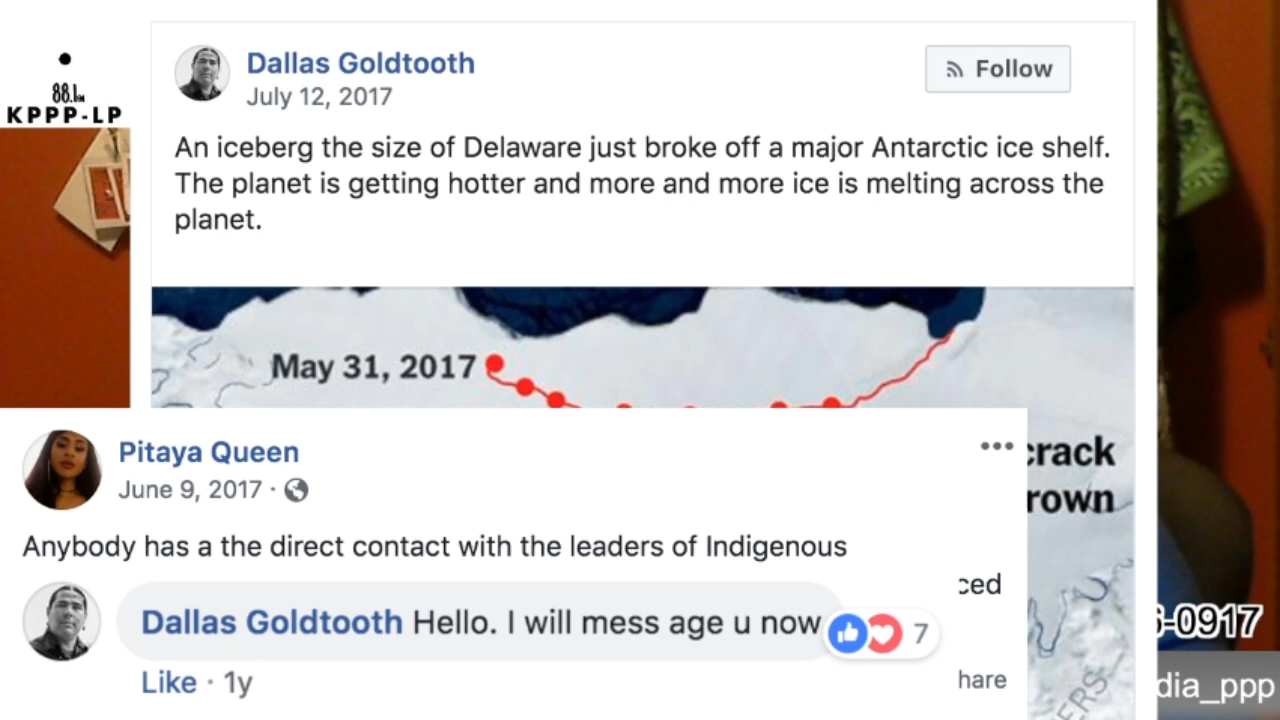 88.1FM
KPPP-LP
Dallas Goldtooth
July 12, 2017
Follow
An iceberg the size of Delaware just broke off a major Antarctic ice shelf.
The planet is getting hotter and more and more ice is melting across the
planet.
May 31, 2017
crack
rown
Pitaya Queen
June 9, 2017 ·
Anybody has a the direct contact with the leaders of Indigenous
ced
Dallas Goldtooth Hello. I will mess age u now
7
Like · 1y
hare
ERS
-0917
dia_ppp